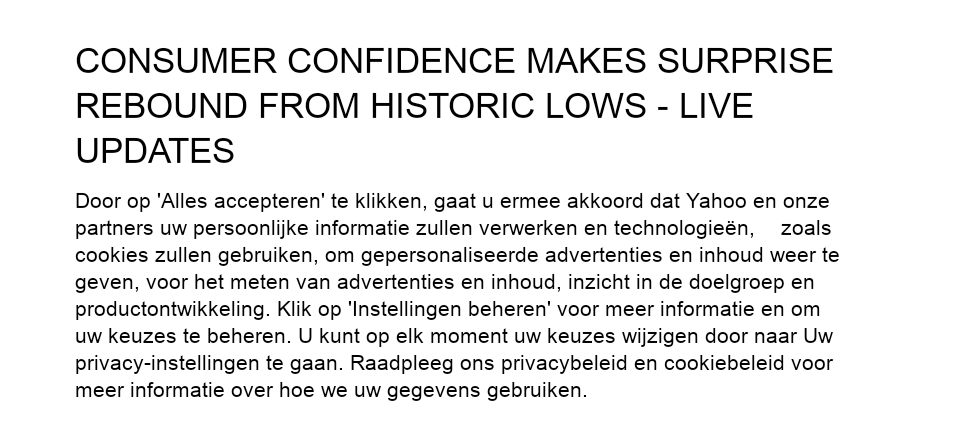 CONSUMER CONFIDENCE MAKES SURPRISE
REBOUND FROM HISTORIC LOWS - LIVE
UPDATES
Door op 'Alles accepteren' te klikken, gaat u ermee akkoord dat Yahoo en onze
partners uw persoonlijke informatie zullen verwerken en technologieën, zoals
cookies zullen gebruiken, om gepersonaliseerde advertenties en inhoud weer te
geven, voor het meten van advertenties en inhoud, inzicht in de doelgroep en
productontwikkeling. Klik op 'Instellingen beheren' voor meer informatie en om
uw keuzes te beheren. U kunt op elk moment uw keuzes wijzigen door naar Uw
privacy-instellingen te gaan. Raadpleeg ons privacybeleid en cookiebeleid voor
meer informatie over hoe we uw gegevens gebruiken.